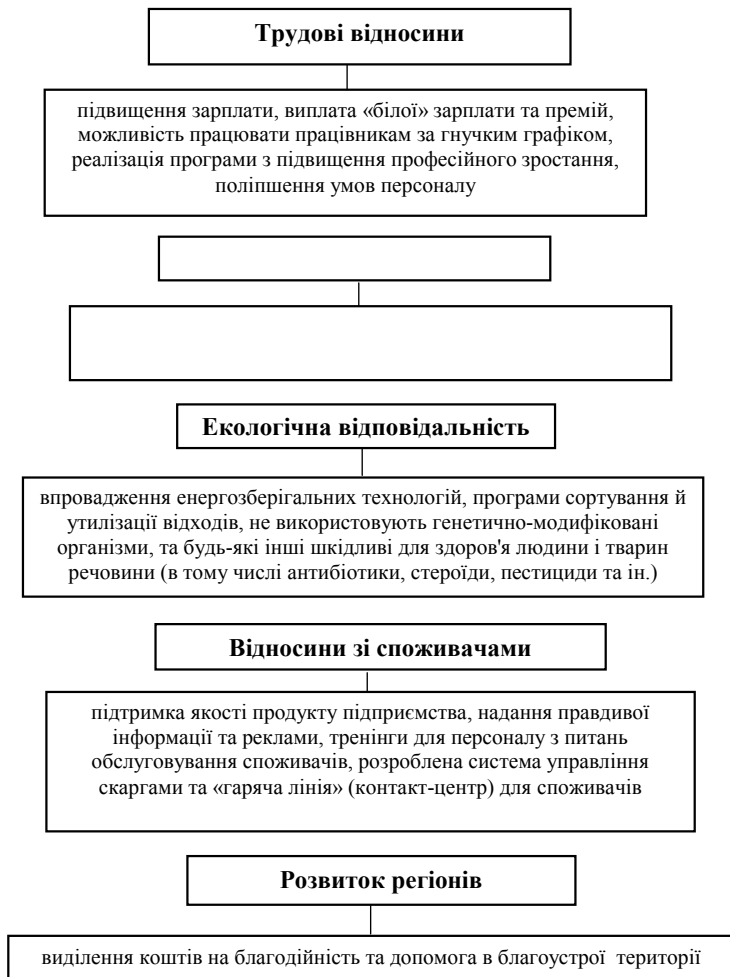 Трудові відносини
підвищення зарплати, виплата «білої» зарплати та премій,
можливість працювати працівникам за гнучким графіком,
реалізація програми з підвищення професійного зростання,
поліпшення умов персоналу
Екологічна відповідальність
впровадження енергозберігальних технологій, програми сортування й
утилізації відходів, не використовують генетично-модифіковані
організми, та будь-які інші шкідливі для здоров'я людини і тварин
речовини (в тому числі антибіотики, стероїди, пестициди та ін.)
Відносини зі споживачами
підтримка якості продукту підприємства, надання правдивої
інформації та реклами, тренінги для персоналу з питань
обслуговування споживачів, розроблена система управління
скаргами та «гаряча лінія» (контакт-центр) для споживачів
Розвиток регіонів
виділення коштів на благодійність та допомога в благоустрої території